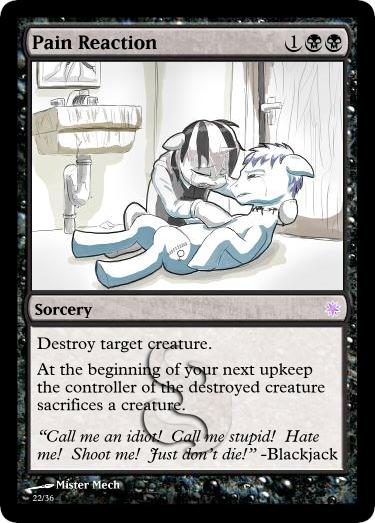 Pain Reaction 1
Sorcery
Destroy target creature.
At the beginning of your next upkeep
the controller of the destroyed creature
sacrifices a creature.
“Call me an idiot!  Call me stupid!  Hate
me!  Shoot me!  Just don't die!” -Blackjack
Mister Mech
22/36